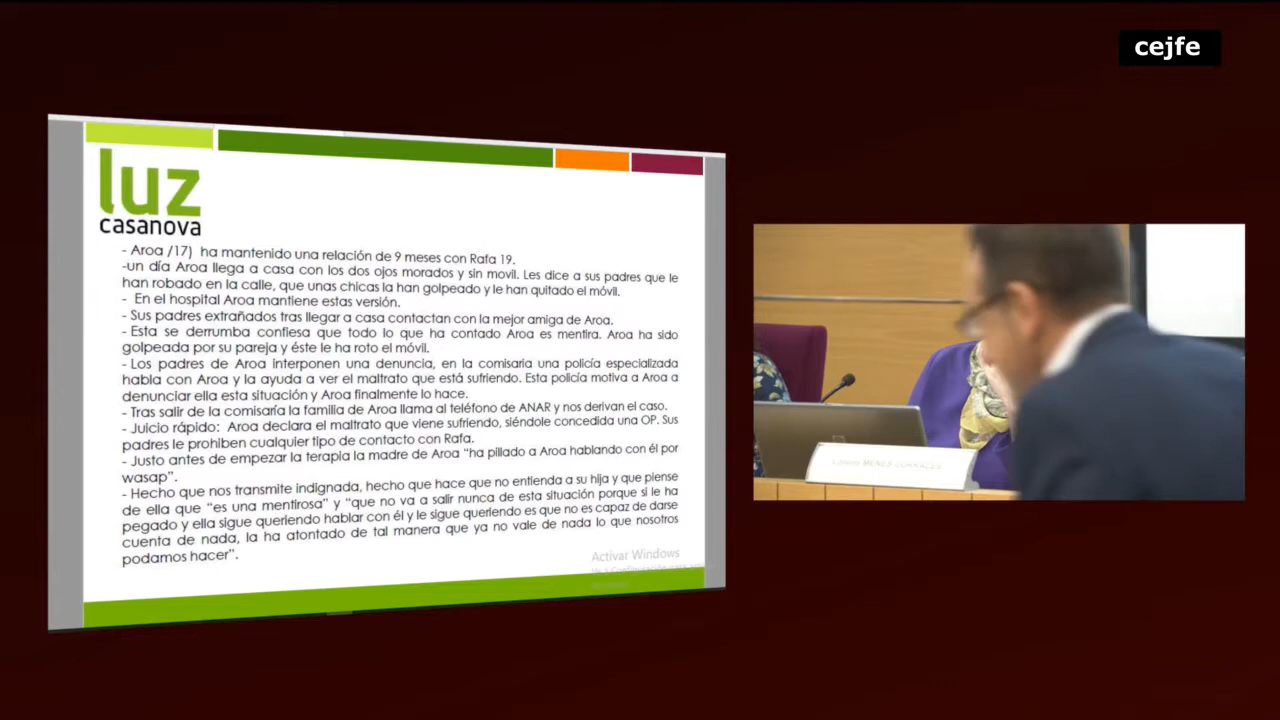 cejfe
luz
casanova
- Aroa /17) ha mantenido una relación de 9 meses con Rafa 19.
-un día Aroa llega a casa con los dos ojos morados y sin movil. Les dice a sus padres que le
han robado en la calle, que unas chicas la han golpeado y le han quitado el móvil.
- En el hospital Aroa mantiene estas versión.
- Sus padres extrañados tras llegar a casa contactan con la mejor amiga de Aroa.
- Esta se derrumba confiesa que todo lo que ha contado Aroa es mentira. Aroa ha sido
golpeada por su pareja y éste le ha roto el móvil.
- Los padres de Aroa interponen una denuncia, en la comisaria una policía especializada
habla con Aroa y la ayuda a ver el maltrato que está sufriendo. Esta policía motiva a Aroa a
denunciar ella esta situación y Aroa finalmente lo hace.
- Tras salir de la comisaría la familia de Aroa llama al teléfono de ANAR y nos derivan el caso.
- Juicio rápido: Aroa declara el maltrato que viene sufriendo, siéndole concedida una OP. Sus
padres le prohiben cualquier tipo de contacto con Rafa.
- Justo antes de empezar la terapia la madre de Aroa “ha pillado a Aroa hablando con él por
wasap”.
- Hecho que nos transmite indignada, hecho que hace que no entienda a su hija y que piense
de ella que “es una mentirosa” y “que no va a salir nunca de esta situación porque si le ha
pegado y ella sigue queriendo hablar con él y le sigue queriendo es que no es capaz de darse
cuenta de nada, la ha atontado de tal manera que ya no vale de nada lo que nosotros
podamos hacer”.
Activar Windows